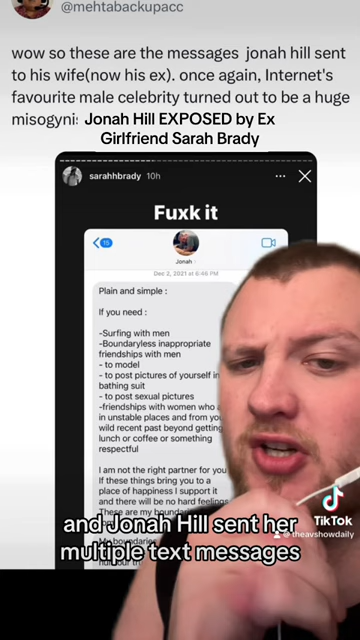 @mehtabackupacc
wow so these are the messages jonah hill sent
to his wife(now his ex). once again, Internet's
favourite male celebrity turned out to be a huge
Jonah Hill EXPOSED by Ex
Girlfriend Sarah Brady
sarahhbrady 10h
Fuxk it
15
Jonah
Dec 2, 2021 at 6:46 PM
Plain and simple :
If you need :
-Surfing with men
-Boundaryless inappropriate
friendships with men
- to model
- to post pictures of yourself in
bathing suit
- to post sexual pictures
-friendships with women who
in unstable places and from
wild recent past beyond getting
lunch or coffee or something
respectful
I am not the right partner for you
If these things bring you to a
place of happiness I support it
and there will be no hard feelings
These are my
and Jonah Hill sent her
multiple text messages
TikTok
@theavshowdaily